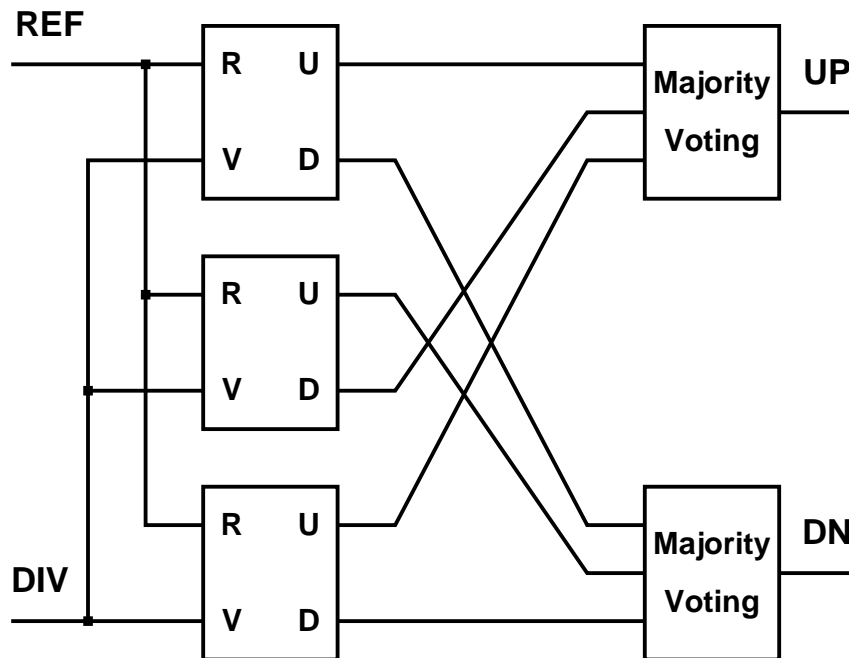 REF
R U
V D
Majority
Voting
UP
R U
V D
R U
V D
DIV
Majority
Voting
DN